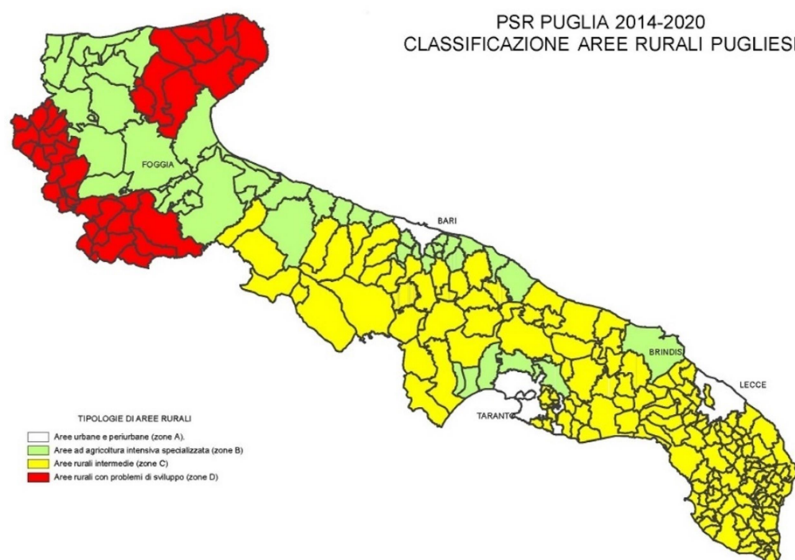 PSR PUGLIA 2014-2020
CLASSIFICAZIONE AREE RURALI PUGLIESI
FOGGIA
BARI
BRINDISI
LECCE
TARANTO
TIPOLOGIE DI AREE RURALI
Aree urbane e periurbane (zone A).
Aree ad agricoltura intensiva specializzata (zone B)
Aree rurali intermedie (zone C)
Aree rurali con problemi di sviluppo (zone D)